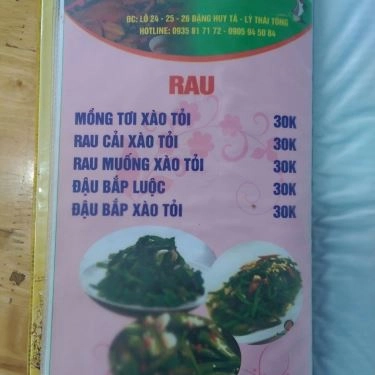 ĐC: LÔ 24 - 25 - 26 ĐẶNG HUY TÁ - LÝ THÁI TÔNG
HOTLINE: 0935 81 71 72 - 0905 94 50 84
RAU
MỒNG TƠI XÀO TỎI 30K
RAU CẢI XÀO TỎI 30K
RAU MUỐNG XÀO TỎI 30K
ĐẬU BẮP LUỘC 30K
ĐẬU BẮP XÀO TỎI 30K